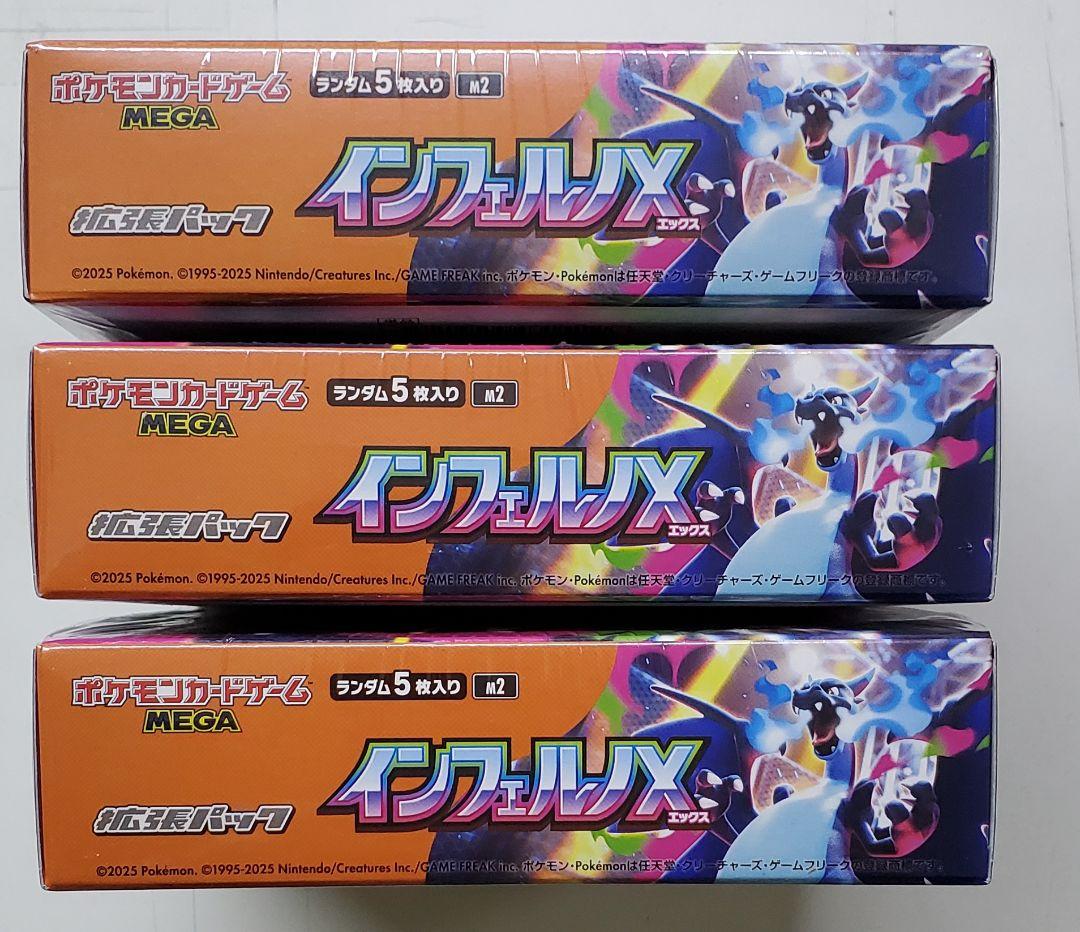 ポケモンカードゲーム™
MEGA
ランダム5枚入り M2
インフェルノX
エックス
拡張パック
©2025 Pokémon. ©1995-2025 Nintendo/Creatures Inc./GAME FREAK inc. ポケモン・Pokémonは任天堂・クリーチャーズ・ゲームフリークの登録商標です。
ポケモンカードゲーム™
MEGA
ランダム5枚入り M2
インフェルノX
エックス
拡張パック
©2025 Pokémon. ©1995-2025 Nintendo/Creatures Inc./GAME FREAK inc. ポケモン・Pokémonは任天堂・クリーチャーズ・ゲームフリークの登録商標です。
ポケモンカードゲーム™
MEGA
ランダム5枚入り M2
インフェルノX
エックス
拡張パック
©2025 Pokémon. ©1995-2025 Nintendo/Creatures Inc./GAME FREAK inc. ポケモン・Pokémonは任天堂・クリーチャーズ・ゲームフリークの登録商標です。